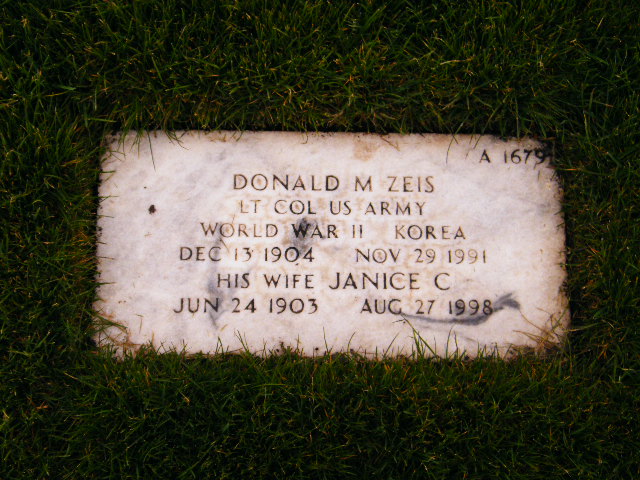 A 1679
DONALD M ZEIS
LT COL US ARMY
WORLD WAR II KOREA
DEC 13 1904 NOV 29 1991
HIS WIFE JANICE C
JUN 24 1903 AUG 27 1998